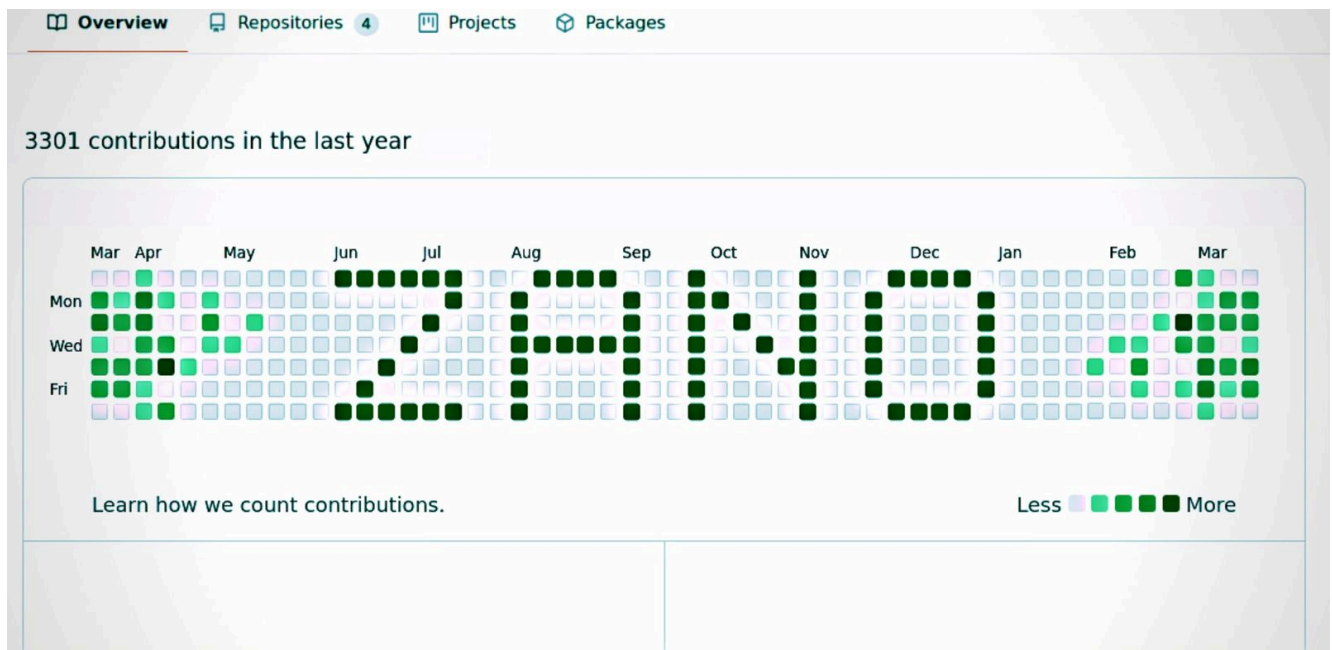 Overview Repositories 4 Projects Packages
3301 contributions in the last year
Mar Apr May Jun Jul Aug Sep Oct Nov Dec Jan Feb Mar
Mon
Wed
Fri
ZANO
Learn how we count contributions.
Less More